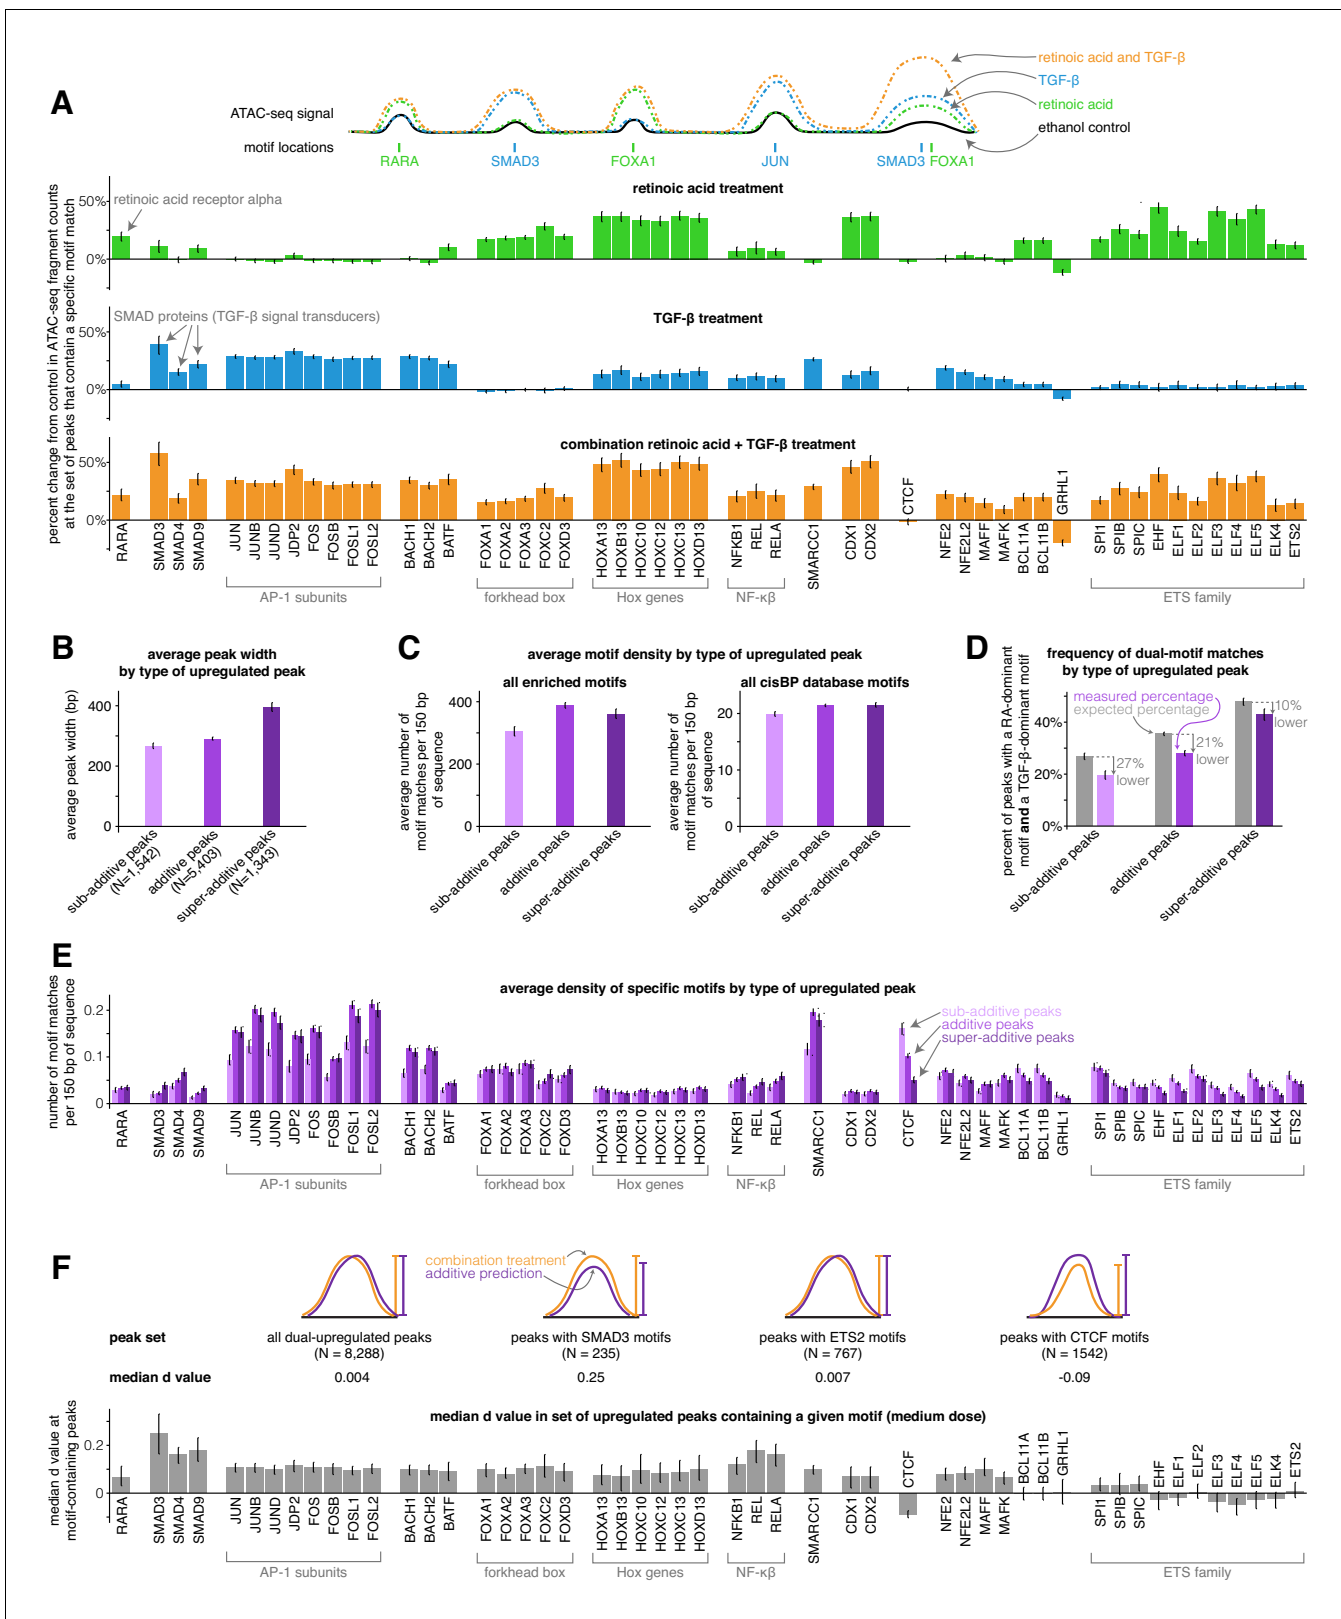 A
ATAC-seq signal
motif locations
RARA
SMAD3
FOXA1
JUN
SMAD3 FOXA1
retinoic acid and TGF-β
TGF-β
retinoic acid
ethanol control
percent change from control in ATAC-seq fragment counts
at the set of peaks that contain a specific motif match
retinoic acid treatment
retinoic acid receptor alpha
50%
0%
TGF-β treatment
SMAD proteins (TGF-β signal transducers)
50%
0%
combination retinoic acid + TGF-β treatment
50%
0%
RARA
SMAD3
SMAD4
SMAD9
JUN
JUNB
JUND
JDP2
FOS
FOSB
FOSL1
FOSL2
BACH1
BACH2
BATF
FOXA1
FOXA2
FOXA3
FOXC2
FOXD3
HOXA13
HOXB13
HOXC10
HOXC12
HOXC13
HOXD13
NFKB1
REL
RELA
SMARCC1
CDX1
CDX2
CTCF
NFE2
NFE2L2
MAFF
MAFK
BCL11A
BCL11B
GRHL1
SPI1
SPIB
SPIC
EHF
ELF1
ELF2
ELF3
ELF4
ELF5
ELK4
ETS2
AP-1 subunits
forkhead box
Hox genes
NF-κβ
ETS family
B
average peak width
by type of upregulated peak
average peak width (bp)
400
200
0
sub-additive peaks
(N=1,542)
additive peaks
(N=5,403)
super-additive peaks
(N=1,343)
C
average motif density by type of upregulated peak
all enriched motifs
average number of
motif matches per 150 bp
of sequence
400
200
0
sub-additive peaks
additive peaks
super-additive peaks
all cisBP database motifs
average number of
motif matches per 150 bp
of sequence
20
10
0
sub-additive peaks
additive peaks
super-additive peaks
D
frequency of dual-motif matches
by type of upregulated peak
percent of peaks with a RA-dominant
motif and a TGF-β-dominant motif
measured percentage
expected percentage
40%
20%
0%
27%
lower
21%
lower
10%
lower
sub-additive peaks
additive peaks
super-additive peaks
E
average density of specific motifs by type of upregulated peak
number of motif matches
per 150 bp of sequence
0.2
0.1
0
sub-additive peaks
additive peaks
super-additive peaks
RARA
SMAD3
SMAD4
SMAD9
JUN
JUNB
JUND
JDP2
FOS
FOSB
FOSL1
FOSL2
BACH1
BACH2
BATF
FOXA1
FOXA2
FOXA3
FOXC2
FOXD3
HOXA13
HOXB13
HOXC10
HOXC12
HOXC13
HOXD13
NFKB1
REL
RELA
SMARCC1
CDX1
CDX2
CTCF
NFE2
NFE2L2
MAFF
MAFK
BCL11A
BCL11B
GRHL1
SPI1
SPIB
SPIC
EHF
ELF1
ELF2
ELF3
ELF4
ELF5
ELK4
ETS2
AP-1 subunits
forkhead box
Hox genes
NF-κβ
ETS family
F
combination treatment
additive prediction
peak set
all dual-upregulated peaks
(N = 8,288)
peaks with SMAD3 motifs
(N = 235)
peaks with ETS2 motifs
(N = 767)
peaks with CTCF motifs
(N = 1542)
median d value
0.004
0.25
0.007
-0.09
median d value in set of upregulated peaks containing a given motif (medium dose)
median d value at
motif-containing peaks
0.2
0
RARA
SMAD3
SMAD4
SMAD9
JUN
JUNB
JUND
JDP2
FOS
FOSB
FOSL1
FOSL2
BACH1
BACH2
BATF
FOXA1
FOXA2
FOXA3
FOXC2
FOXD3
HOXA13
HOXB13
HOXC10
HOXC12
HOXC13
HOXD13
NFKB1
REL
RELA
SMARCC1
CDX1
CDX2
CTCF
NFE2
NFE2L2
MAFF
MAFK
BCL11A
BCL11B
GRHL1
SPI1
SPIB
SPIC
EHF
ELF1
ELF2
ELF3
ELF4
ELF5
ELK4
ETS2
AP-1 subunits
forkhead box
Hox genes
NF-κβ
ETS family